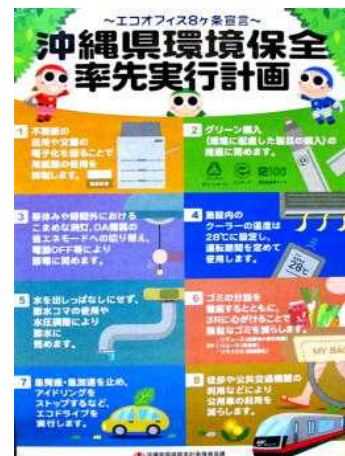 ～エコオフィス8ヶ条宣言～
沖縄県環境保全
率先実行計画
1
不要紙の
活用や文書の
電子化を図ることで
用紙類の使用を
抑制します。
2
グリーン購入
(環境に配慮した製品の購入)の
推進に努めます。
3
昼休みや時間外における
こまめな消灯、OA機器の
省エネモードへの切り替え、
電源OFF等により
節電に努めます。
4
施設内の
クーラーの温度は
28℃に設定し、
運転期間を定めて
使用します。
28℃
5
水を出しっぱなしにせず、
節水コマの使用や
水圧調整により
節水に
努めます。
6
ゴミの分別を
徹底するとともに、
3Rに心がけることで
無駄なゴミを減らします。
MY BAG
7
急発進・急加速を止め、
アイドリングを
ストップするなど、
エコドライブを
実行します。
8
徒歩や公共交通機関の
利用などにより
公用車の利用を
減らします。